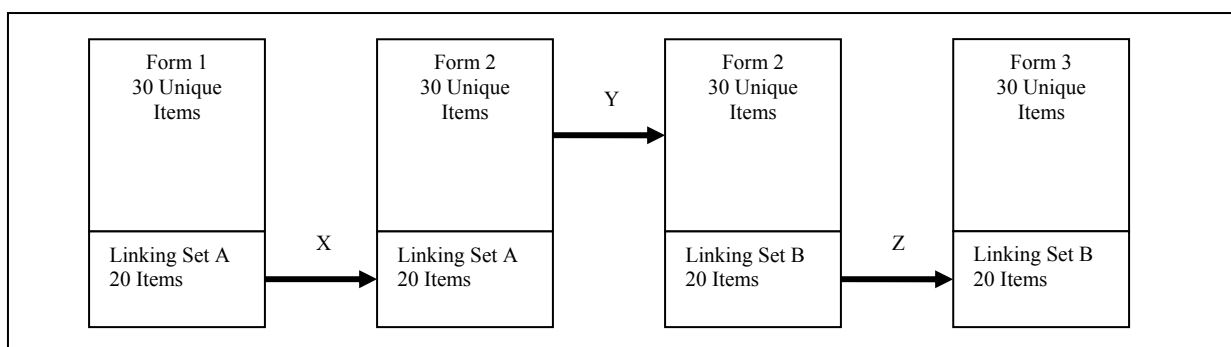 Form 1
30 Unique
Items
Linking Set A
20 Items
X
Form 2
30 Unique
Items
Linking Set A
20 Items
Y
Form 2
30 Unique
Items
Linking Set B
20 Items
Z
Form 3
30 Unique
Items
Linking Set B
20 Items